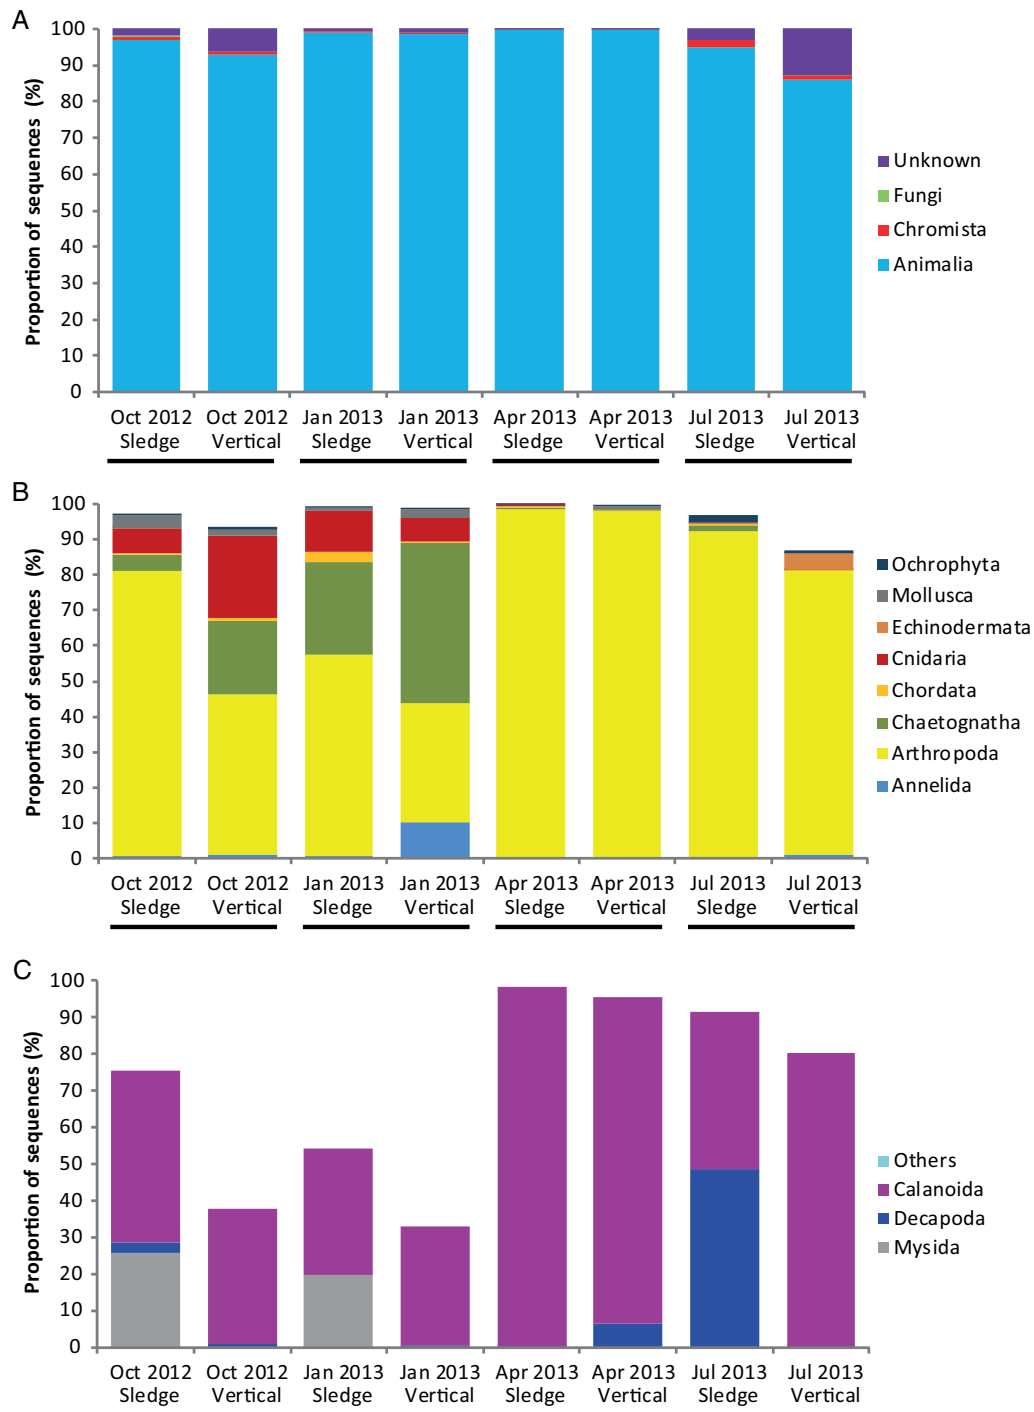 A
Proportion of sequences (%)
100
90
80
70
60
50
40
30
20
10
0
Oct 2012 Sledge
Oct 2012 Vertical
Jan 2013 Sledge
Jan 2013 Vertical
Apr 2013 Sledge
Apr 2013 Vertical
Jul 2013 Sledge
Jul 2013 Vertical
Unknown
Fungi
Chromista
Animalia
B
Proportion of sequences (%)
100
90
80
70
60
50
40
30
20
10
0
Oct 2012 Sledge
Oct 2012 Vertical
Jan 2013 Sledge
Jan 2013 Vertical
Apr 2013 Sledge
Apr 2013 Vertical
Jul 2013 Sledge
Jul 2013 Vertical
Ochrophyta
Mollusca
Echinodermata
Cnidaria
Chordata
Chaetognatha
Arthropoda
Annelida
C
Proportion of sequences (%)
100
90
80
70
60
50
40
30
20
10
0
Oct 2012 Sledge
Oct 2012 Vertical
Jan 2013 Sledge
Jan 2013 Vertical
Apr 2013 Sledge
Apr 2013 Vertical
Jul 2013 Sledge
Jul 2013 Vertical
Others
Calanoida
Decapoda
Mysida